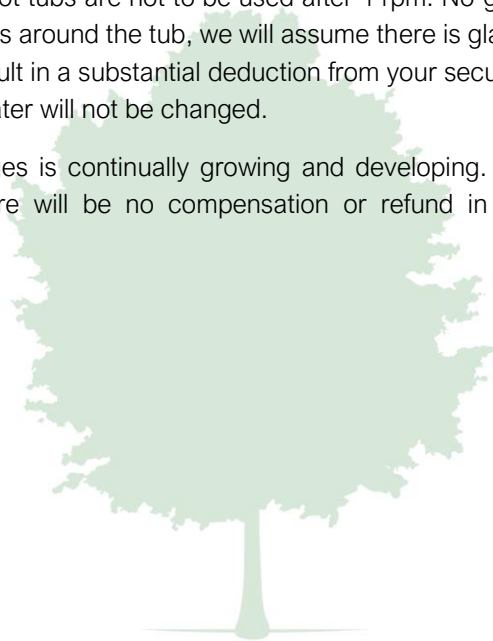 ot tubs are not to be used after 11pm. No g
s around the tub, we will assume there is gla
ult in a substantial deduction from your secu
ter will not be changed.
es is continually growing and developing.
re will be no compensation or refund in